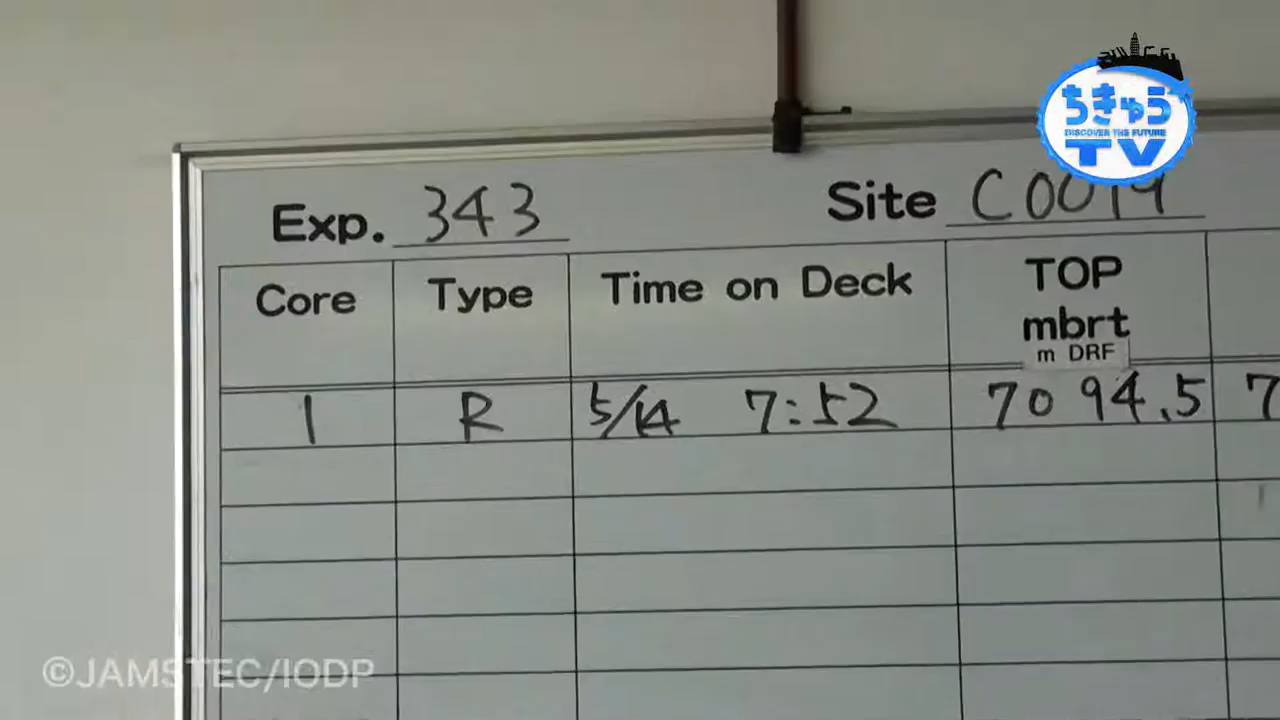 ちきゅう
DISCOVER THE FUTURE
TV
Exp. 343 Site C0019
Core Type Time on Deck TOP mbrt m DRF
1 R 5/14 7:52 7094.5 7
©JAMSTEC/IODP